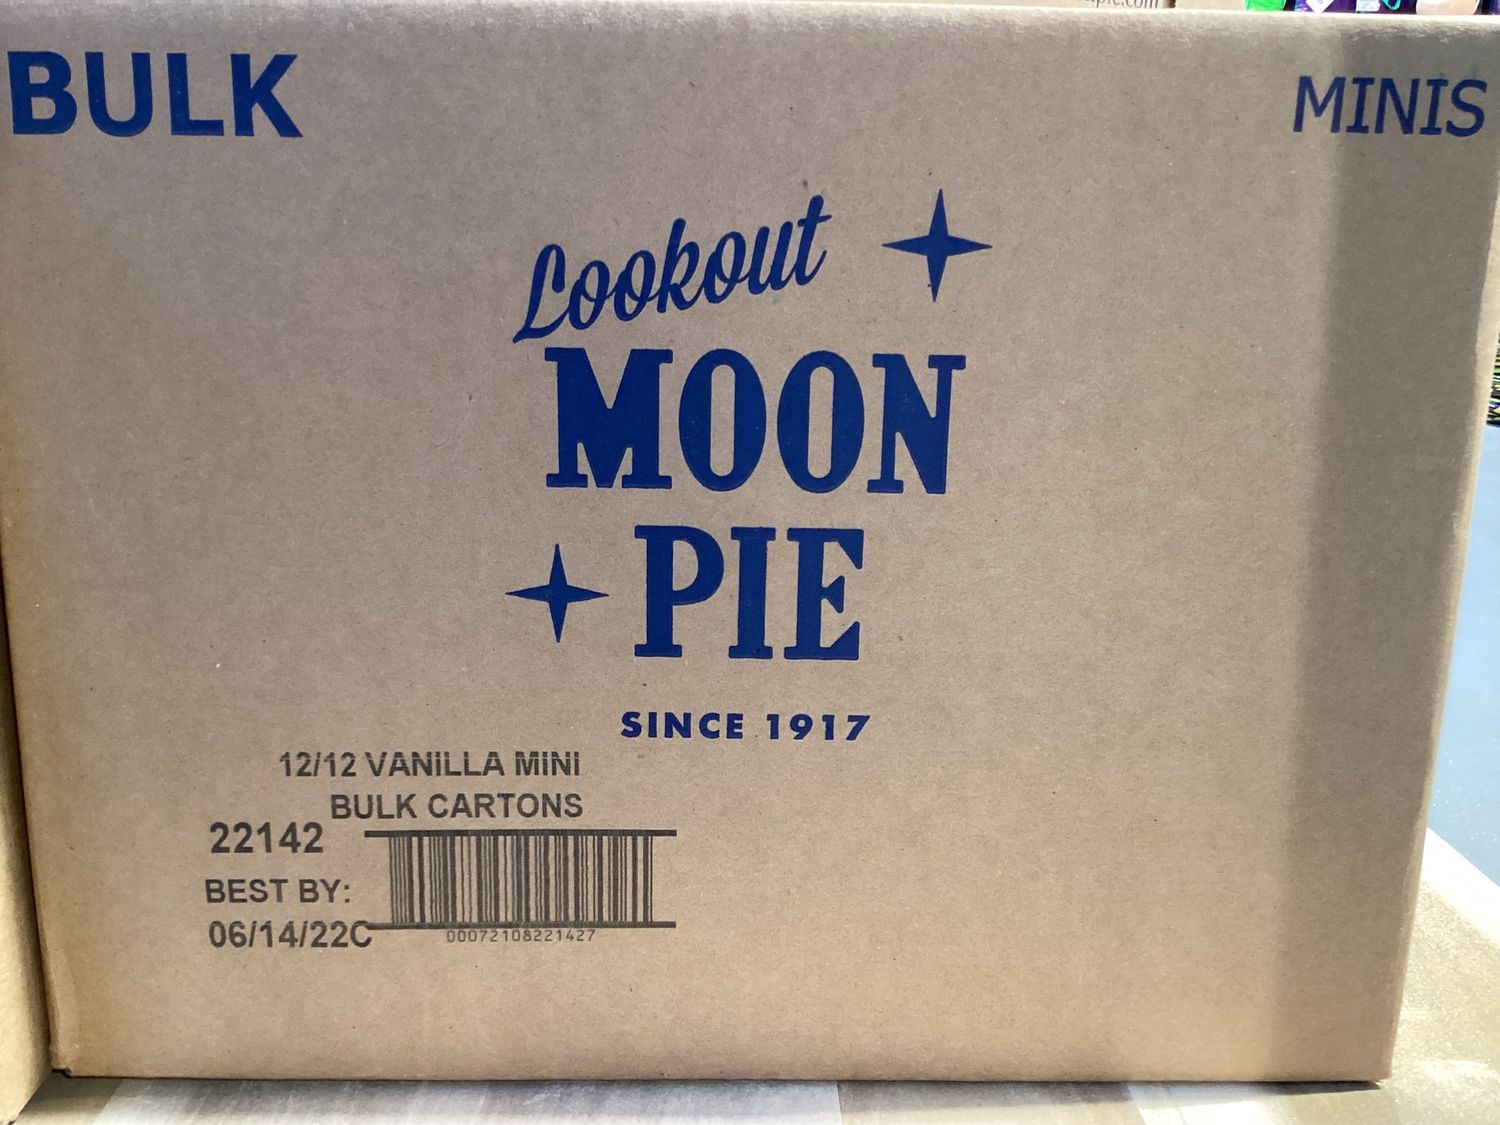 BULK
MINIS
Lookout
MOON
PIE
SINCE 1917
12/12 VANILLA MINI
BULK CARTONS
22142
BEST BY:
06/14/22C
00072108221427